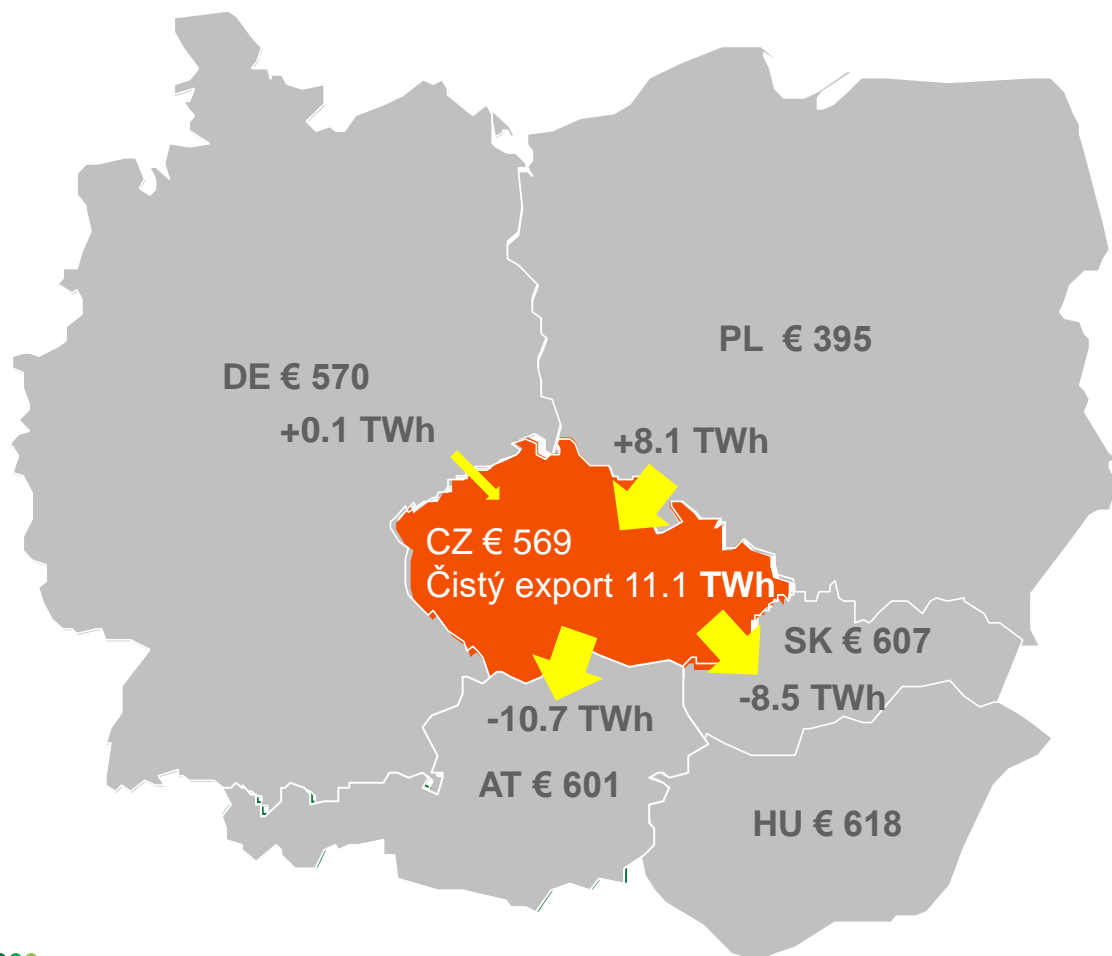 PL € 395
DE € 570
+0.1 TWh
+8.1 TWh
CZ € 569
Čistý export 11.1 TWh
SK € 607
-8.5 TWh
-10.7 TWh
AT € 601
HU € 618